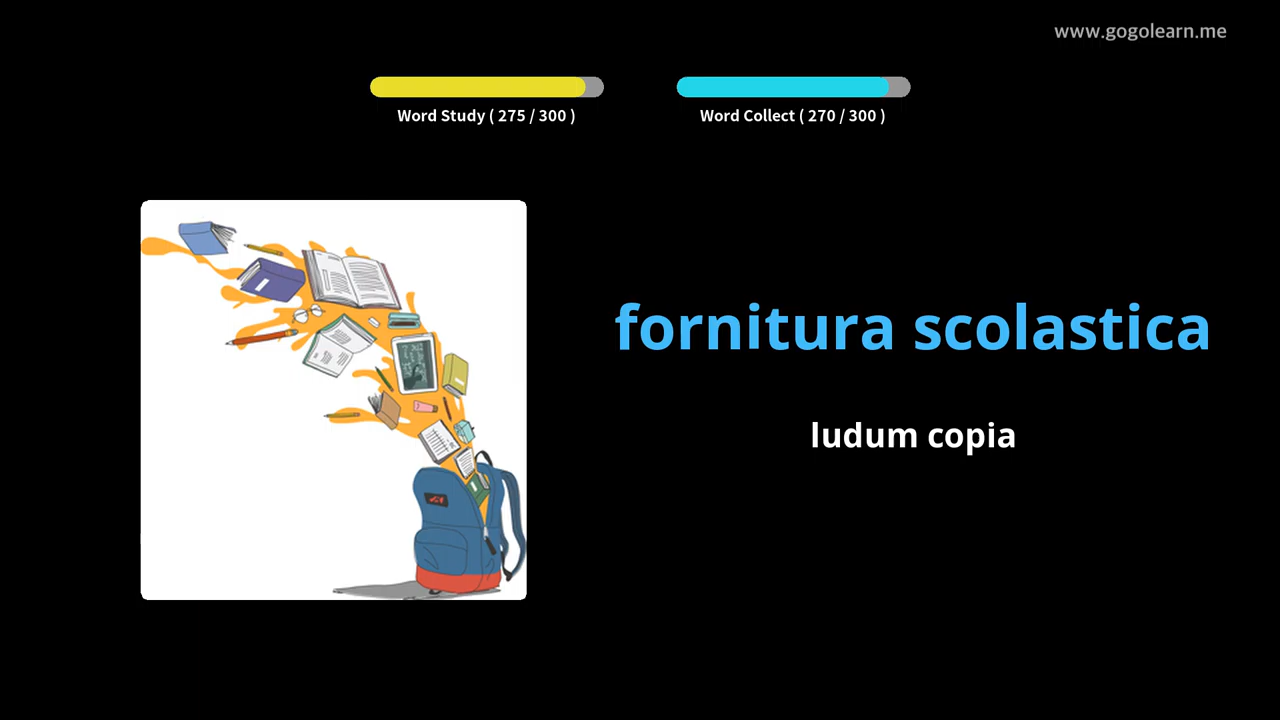 www.gogolearn.me
Word Study ( 275 / 300 )
Word Collect ( 270 / 300 )
fornitura scolastica
ludum copia